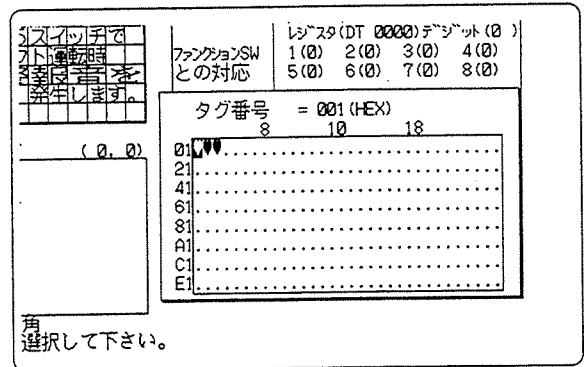 スイッチで
ト運転時
発生します。
レジスタ(DT 0000)デジット(0 )
ファンクションSW
との対応
1(0) 2(0) 3(0) 4(0)
5(0) 6(0) 7(0) 8(0)
タグ番号 = 001(HEX)
8 10 18
( 0, 0)
01
21
41
61
81
A1
C1
E1
角
選択して下さい。